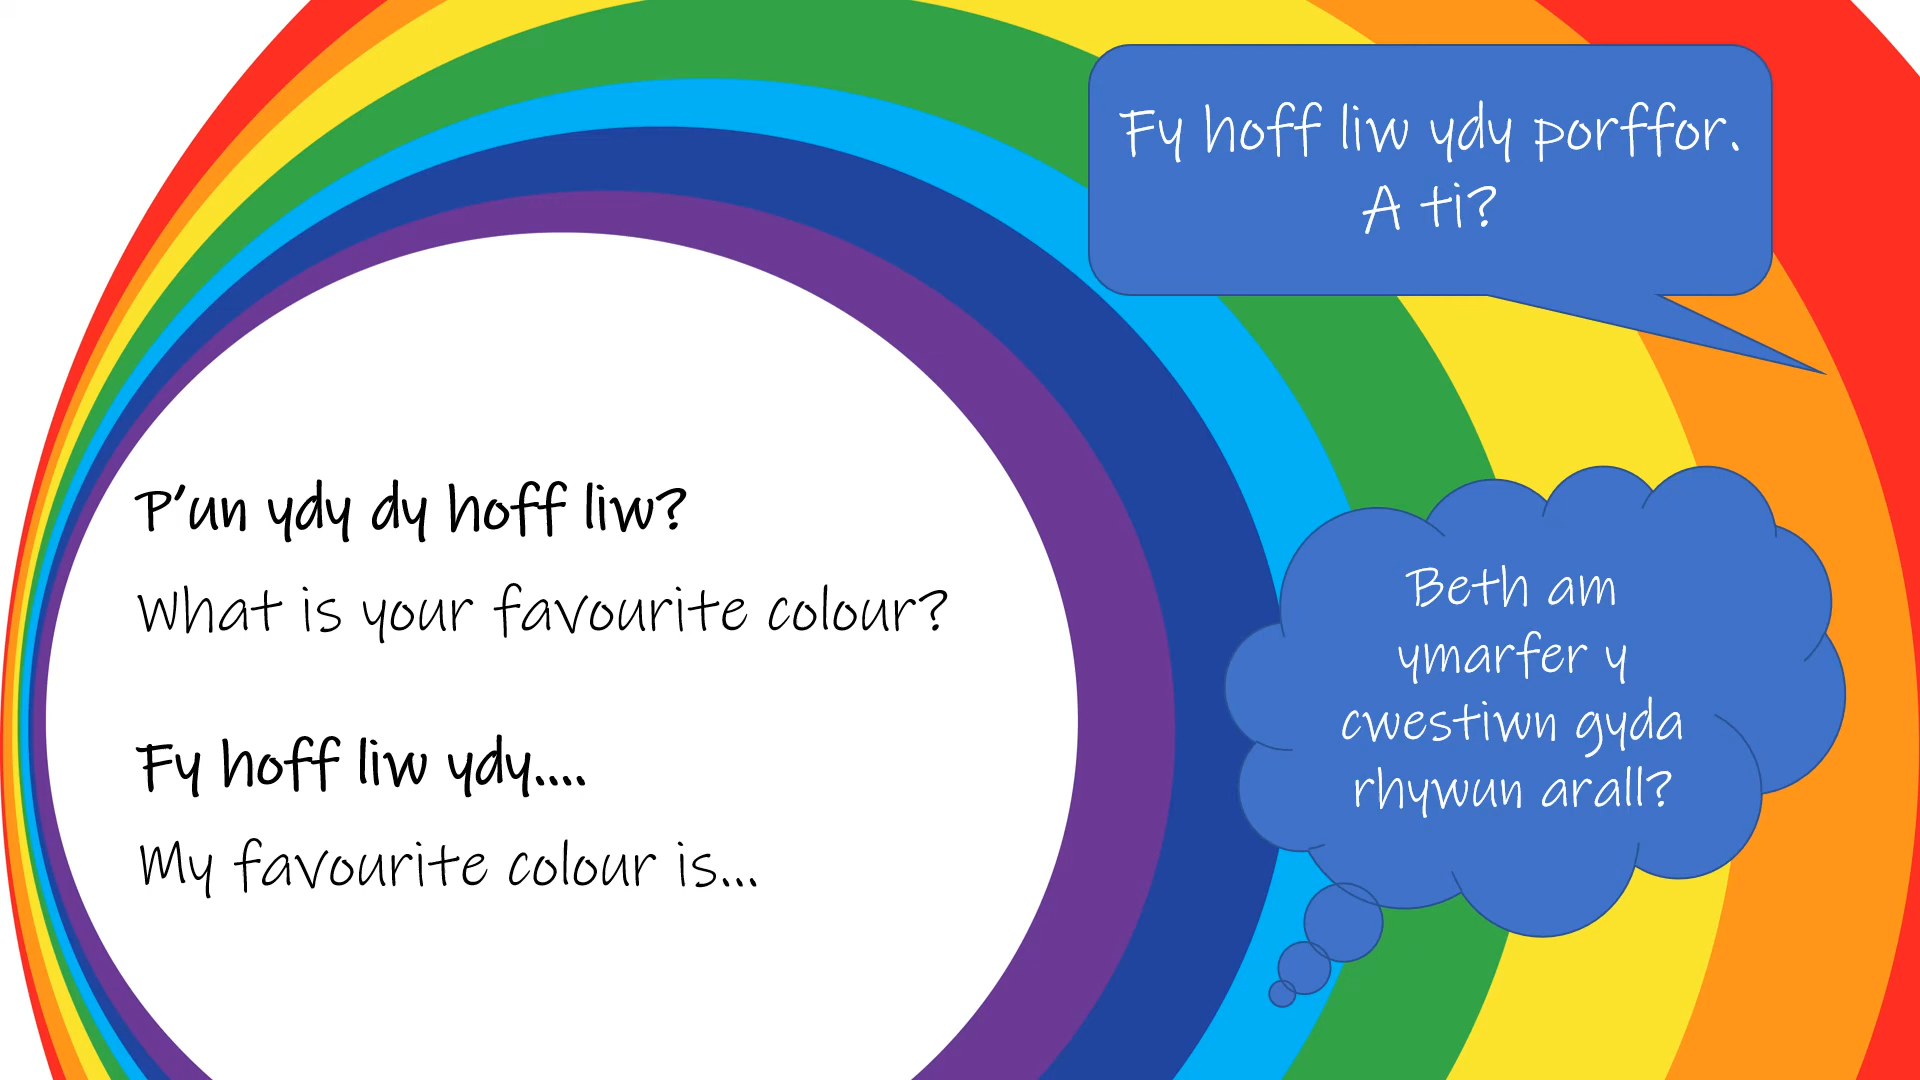 P'un ydy dy hoff liw?
What is your favourite colour?
Fy hoff liw ydy....
My favourite colour is...
Fy hoff liw ydy porffor.
A ti?
Beth am
ymarfer y
cwestiwn gyda
rhywun arall?